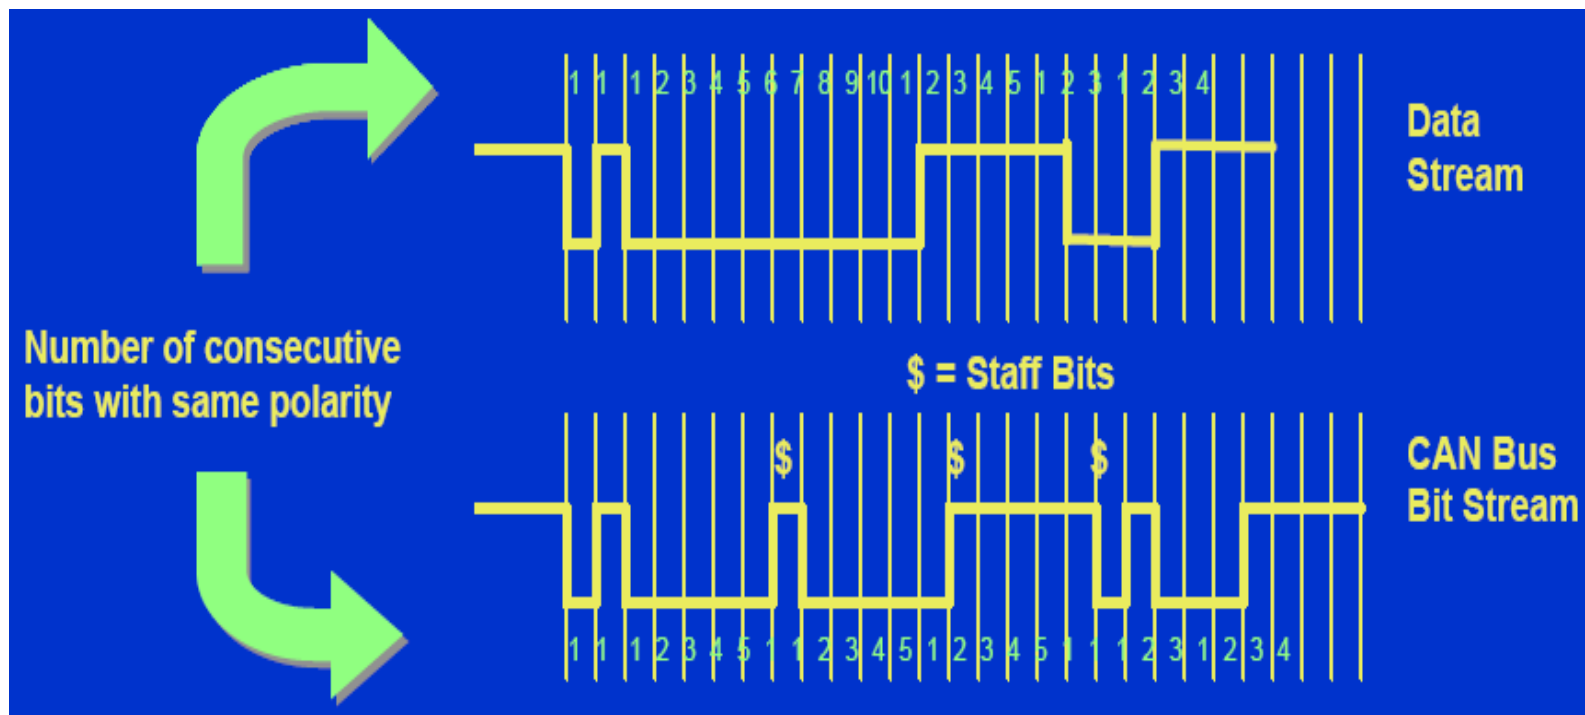 1 1 1 2 3 4 5 6 7 8 9 10 1 2 3 4 5 1 2 3 1 2 3 4
Data
Stream
Number of consecutive
bits with same polarity
$ = Staff Bits
$ $ $
CAN Bus
Bit Stream
1 1 1 2 3 4 5 1 1 2 3 4 5 1 2 3 4 5 1 1 1 2 3 1 2 3 4